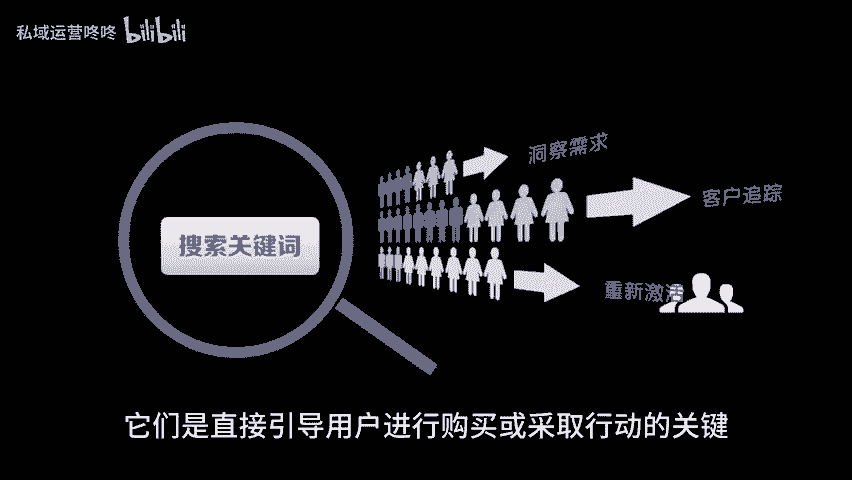 私域运营咚咚 bilibili
洞察需求
客户追踪
搜索关键词
重新激活
它们是直接引导用户进行购买或采取行动的关键